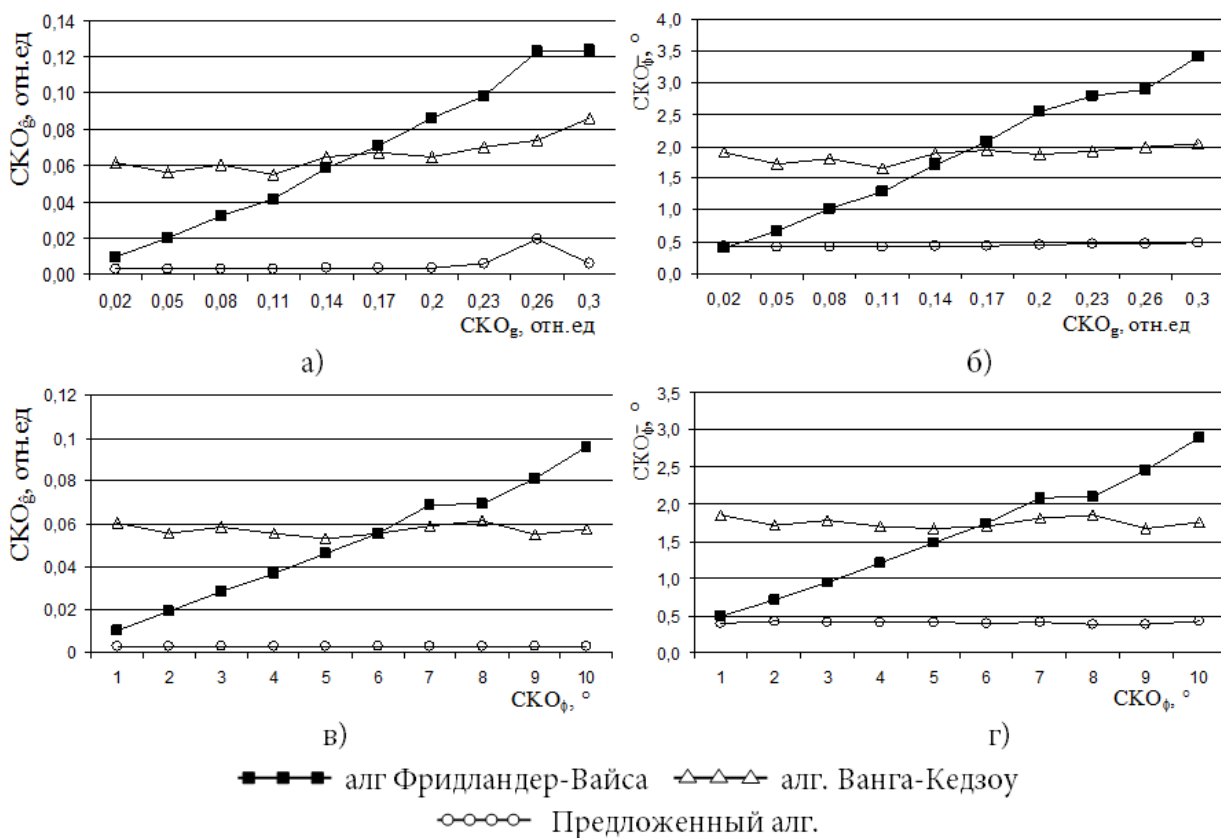 0,14
0,12
0,10
0,08
0,06
0,04
0,02
0,00
СКОĝ, отн.ед
0,02 0,05 0,08 0,11 0,14 0,17 0,2 0,23 0,26 0,3
СКОg, отн.ед
а)
4,0
3,5
3,0
2,5
2,0
1,5
1,0
0,5
0,0
СКОφ̄, °
0,02 0,05 0,08 0,11 0,14 0,17 0,2 0,23 0,26 0,3
СКОg, отн.ед
б)
0,12
0,1
0,08
0,06
0,04
0,02
0
СКОĝ, отн.ед
1 2 3 4 5 6 7 8 9 10
СКОφ, °
в)
3,5
3,0
2,5
2,0
1,5
1,0
0,5
0,0
СКОφ̄, °
1 2 3 4 5 6 7 8 9 10
СКОφ, °
г)
алг Фридландер-Вайса алг. Ванга-Кедзоу
Предложенный алг.